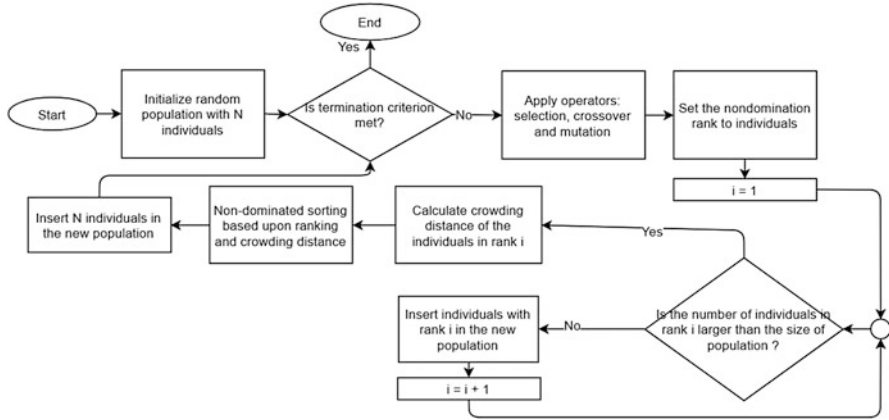 End
Yes
Start
Initialize random
population with N
individuals
Is termination criterion
met?
No
Apply operators:
selection, crossover
and mutation
Set the nondomination
rank to individuals
i = 1
Insert N individuals in
the new population
Non-dominated sorting
based upon ranking
and crowding distance
Calculate crowding
distance of the
individuals in rank i
Yes
Is the number of individuals in
rank i larger than the size of
population ?
No
Insert individuals with
rank i in the new
population
i = i + 1